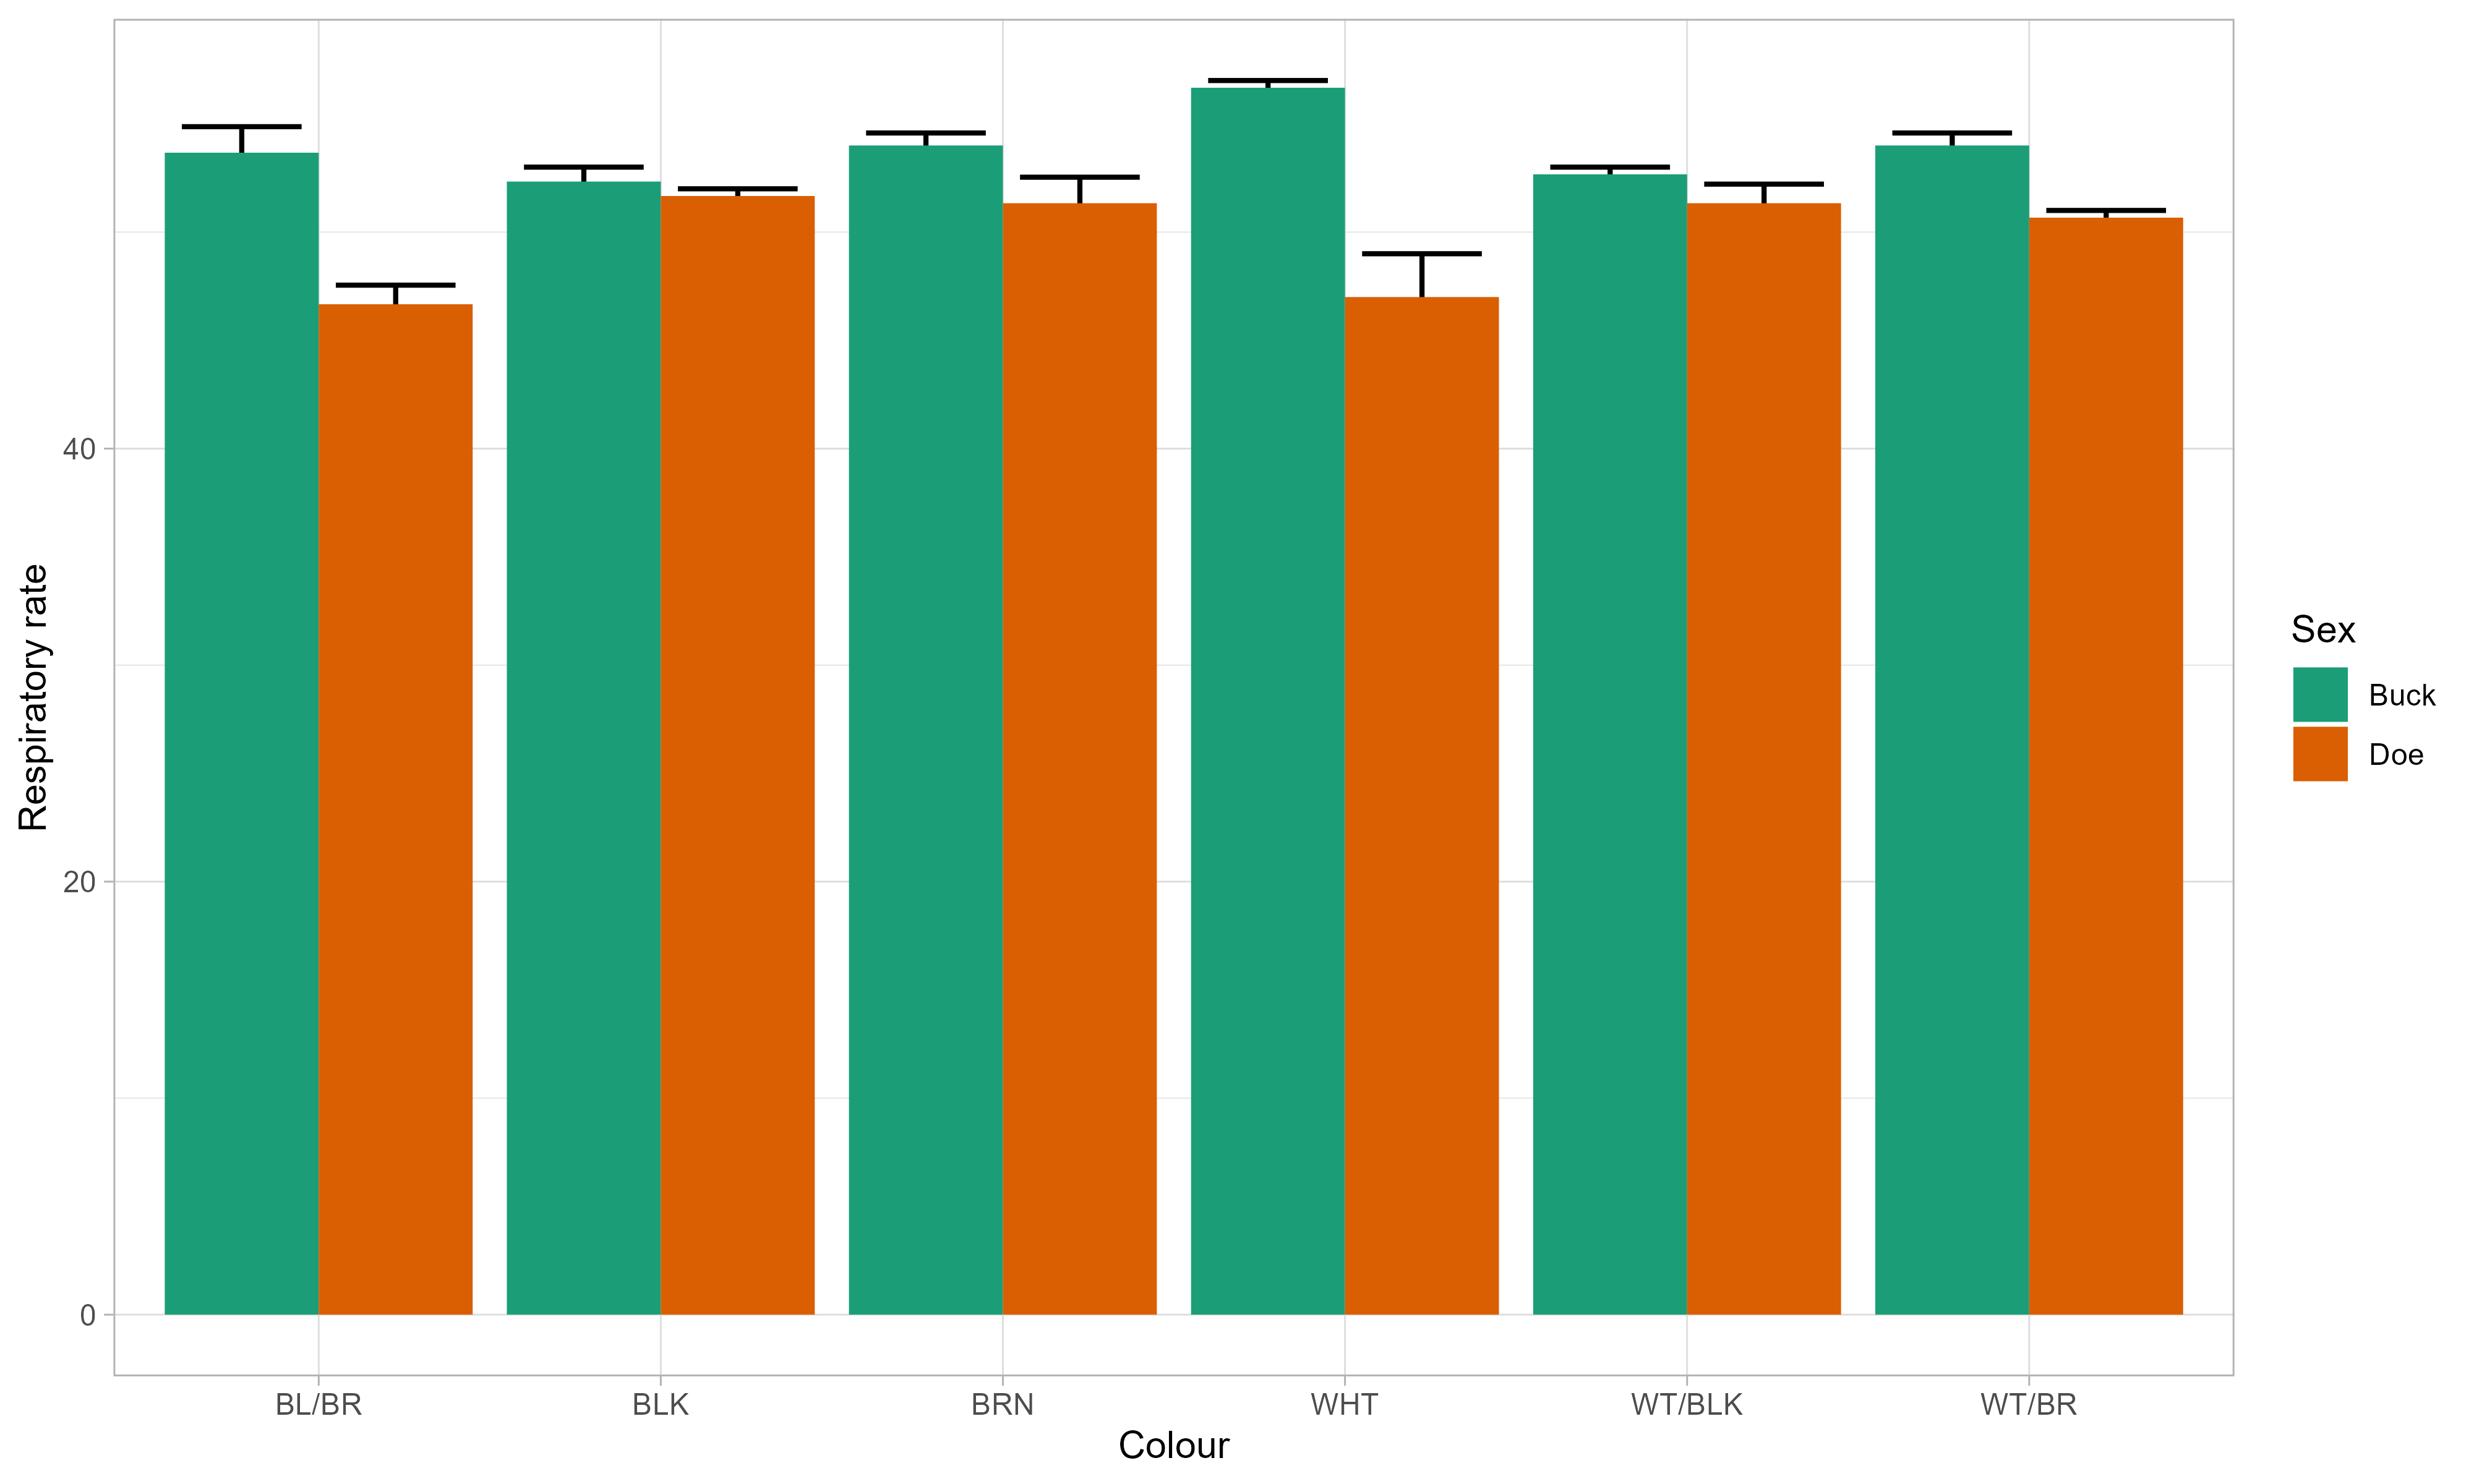 Respiratory rate
40
20
0
BL/BR BLK BRN WHT WT/BLK WT/BR
Colour
Sex
Buck
Doe